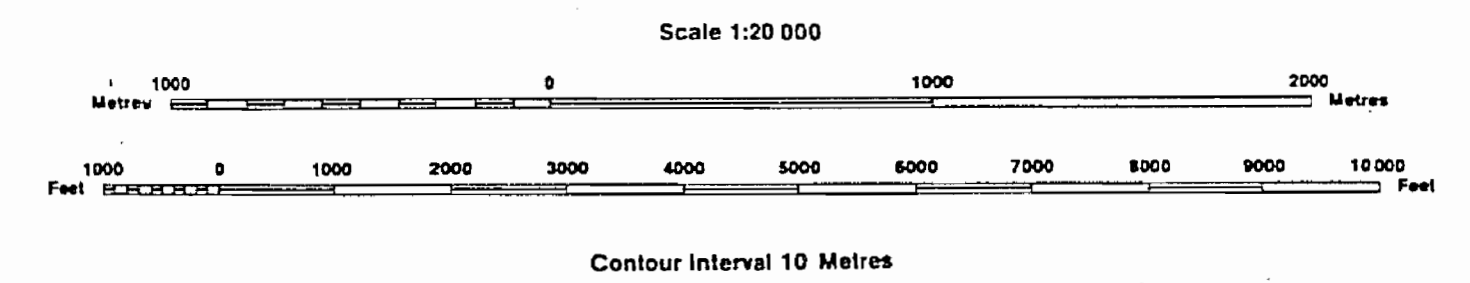 Scale 1:20 000
1000 0 1000 2000
Metres Metres
1000 0 1000 2000 3000 4000 5000 6000 7000 8000 9000 10 000
Feet Feet
Contour Interval 10 Metres